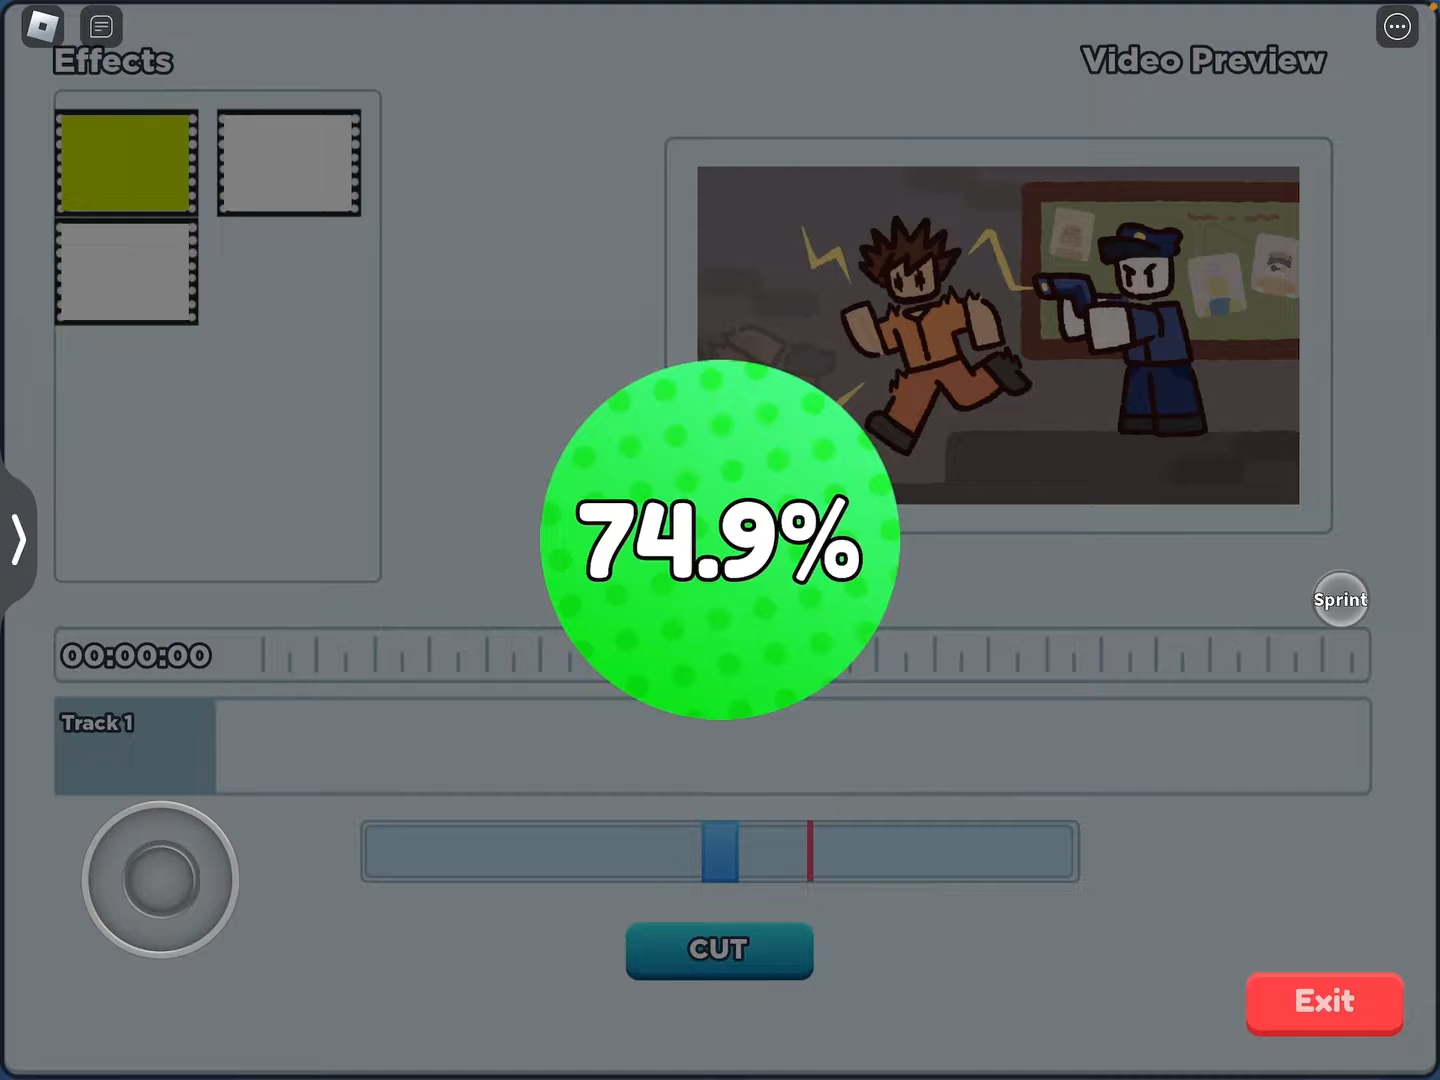 Effects
Video Preview
74.9%
Sprint
00:00:00
Track 1
CUT
Exit